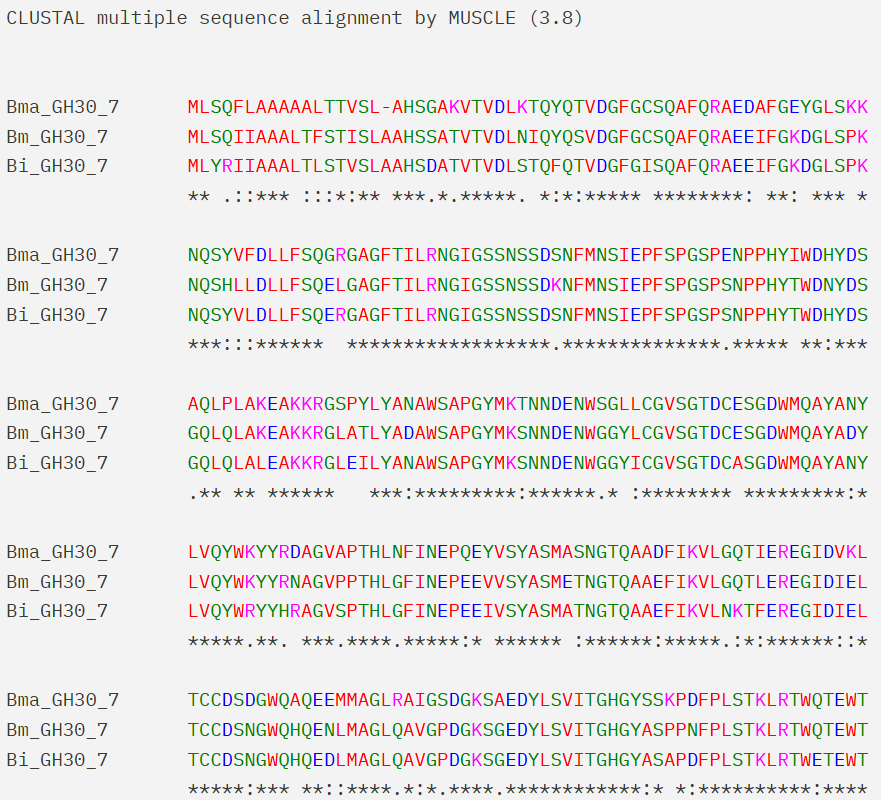 CLUSTAL multiple sequence alignment by MUSCLE (3.8)
Bma_GH30_7      MLSQFLAAAAALTTVSL-AHSGAKVTVDLKTQYQTVDGFGCSQAFQRAEDAFGEYGLSKK
Bm_GH30_7       MLSQIIAAALTFSTISLAAHSSATVTVDLNIQYQSVDGFGCSQAFQRAEEIFGKDGLSPK
Bi_GH30_7       MLYRIIAAALTLSTVSLAAHSDATVTVDLSTQFQTVDGFGISQAFQRAEEIFGKDGLSPK
                ** .::*** :::*:** ***.*.*****. *:*:***** ********: **: *** *
Bma_GH30_7      NQSYVFDLLFSQGRGAGFTILRNGIGSSNSSDSNFMNSIEPFSPGSPENPPHYIWDHYDS
Bm_GH30_7       NQSHLLDLLFSQELGAGFTILRNGIGSSNSSDKNFMNSIEPFSPGSPSNPPHYTWDNYDS
Bi_GH30_7       NQSYVLDLLFSQERGAGFTILRNGIGSSNSSDSNFMNSIEPFSPGSPSNPPHYTWDHYDS
                ***:::******  ******************.**************.***** **:***
Bma_GH30_7      AQLPLAKEAKKRGSPYLYANAWSAPGYMKTNNDENWSGLLCGVSGTDCESGDWMQAYANY
Bm_GH30_7       GQLQLAKEAKKRGLATLYADAWSAPGYMKSNNDENWGGYLCGVSGTDCESGDWMQAYADY
Bi_GH30_7       GQLQLALEAKKRGLEILYANAWSAPGYMKSNNDENWGGYICGVSGTDCASGDWMQAYANY
                .** ** ******   ***:*********:******.* :******** *********:*
Bma_GH30_7      LVQYWKYYRDAGVAPTHLNFINEPQEYVSYASMASNGTQAADFIKVLGQTIEREGIDVKL
Bm_GH30_7       LVQYWKYYRNAGVPPTHLGFINEPEEVVSYASMETNGTQAAEFIKVLGQTLEREGIDIEL
Bi_GH30_7       LVQYWRYYHRAGVSPTHLGFINEPEEIVSYASMATNGTQAAEFIKVLNKTFEREGIDIEL
                *****.**. ***.****.*****:* ****** :******:*****.:*:******::*
Bma_GH30_7      TCCDSDGWQAQEEMMAGLRAIGSDGKSAEDYLSVITGHGYSSKPDFPLSTKLRTWQTEWT
Bm_GH30_7       TCCDSNGWQHQENLMAGLQAVGPDGKSGEDYLSVITGHGYASPPNFPLSTKLRTWQTEWT
Bi_GH30_7       TCCDSNGWQHQEDLMAGLQAVGPDGKSGEDYLSVITGHGYASAPDFPLSTKLRTWETEWT
                *****:*** **::****.*:*.****.************:* *:**********:****